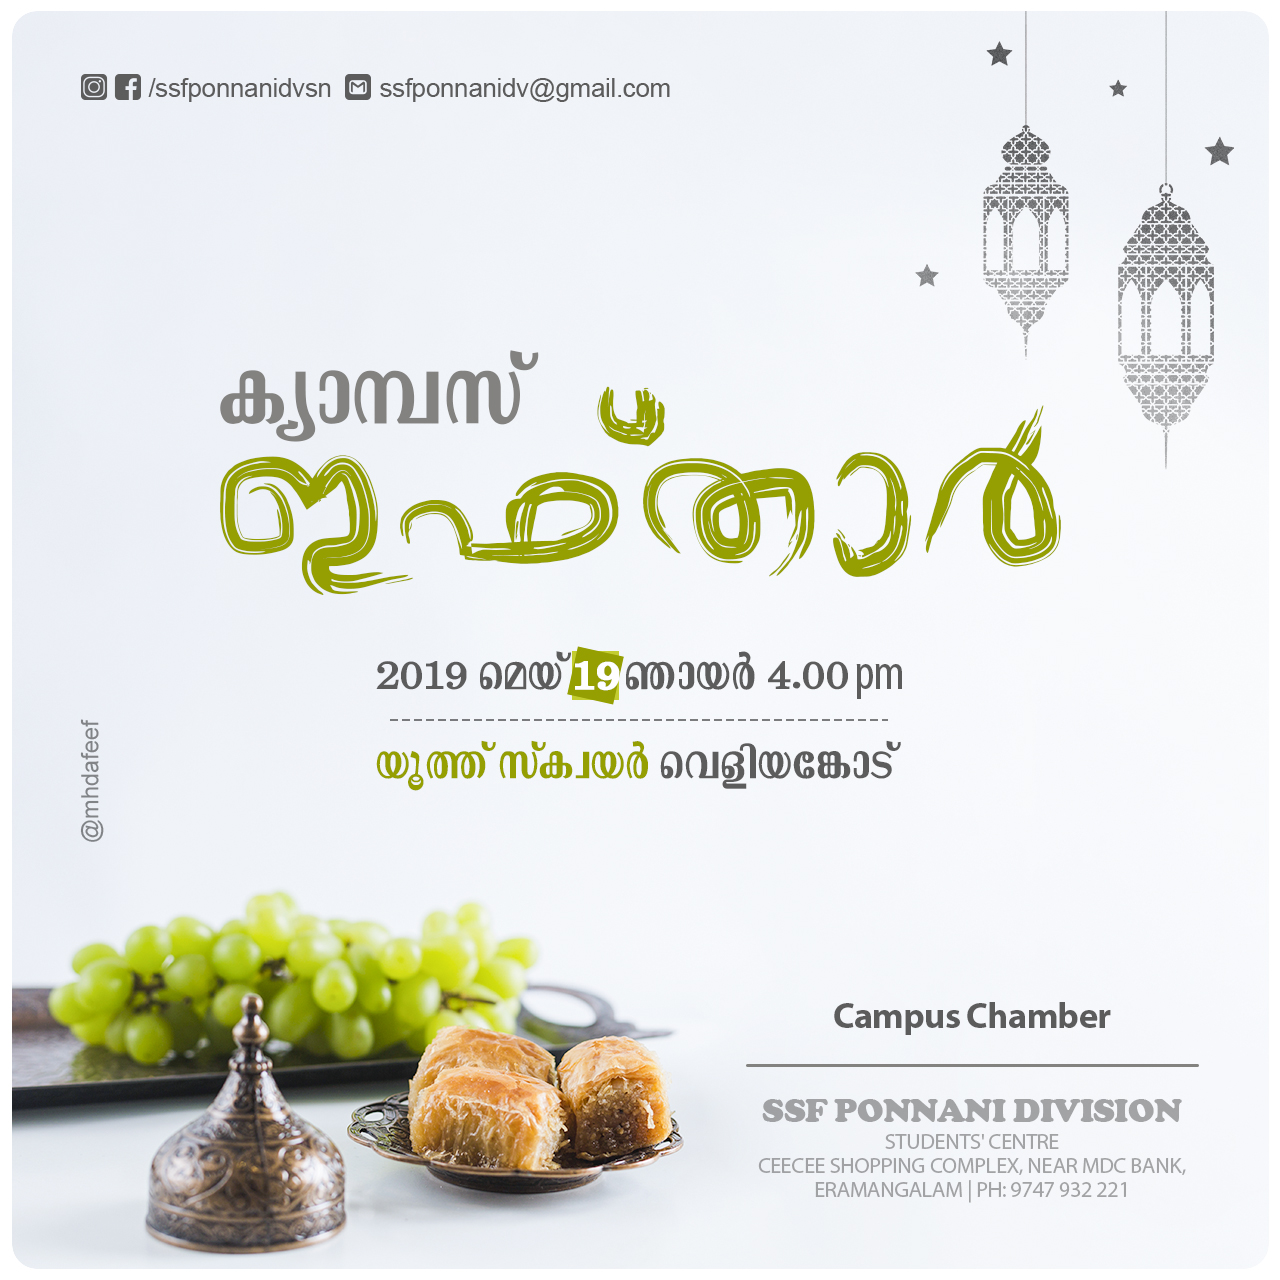 /ssfponnanidvsn ssfponnanidv@gmail.com
ക്യാമ്പസ്
ഇഫ്താർ
2019 മെയ് 19 ഞായർ 4.00 pm
യൂത്ത് സ്ക്വയർ വെളിയങ്കോട്
@mhdafeef
Campus Chamber
SSF PONNANI DIVISION
STUDENTS' CENTRE
CEECEE SHOPPING COMPLEX, NEAR MDC BANK,
ERAMANGALAM | PH: 9747 932 221